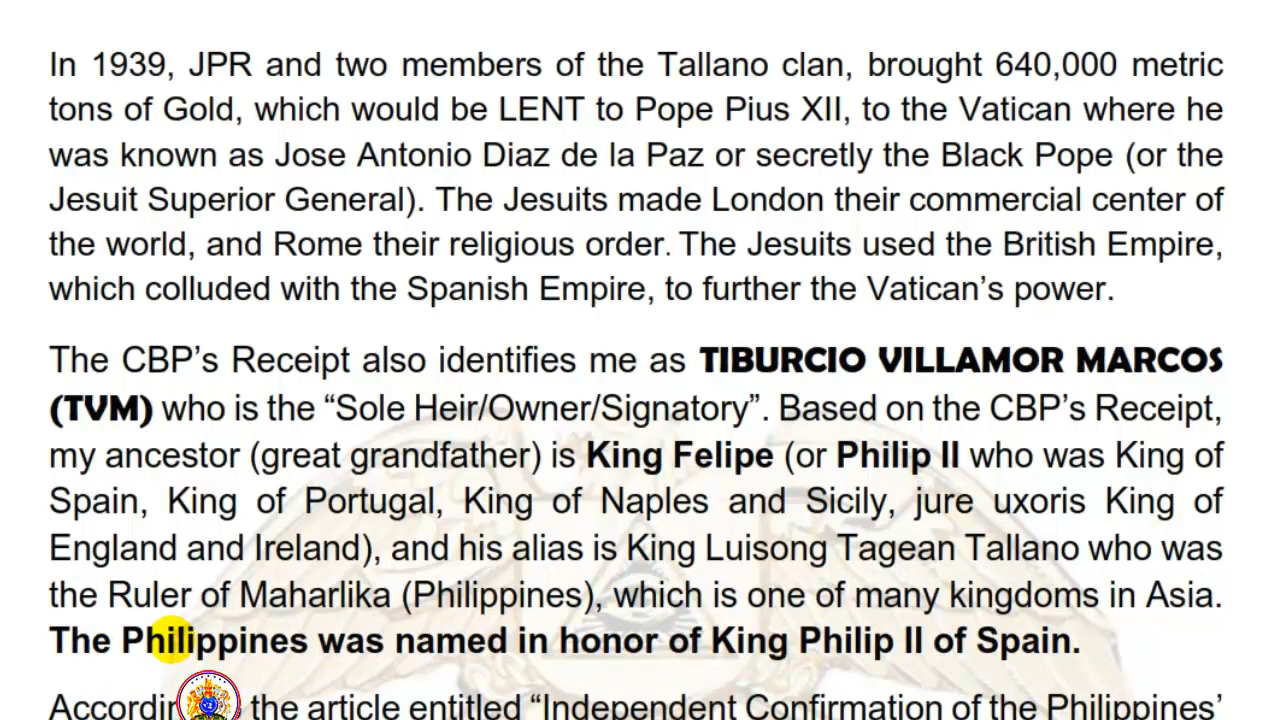 In 1939, JPR and two members of the Tallano clan, brought 640,000 metric
tons of Gold, which would be LENT to Pope Pius XII, to the Vatican where he
was known as Jose Antonio Diaz de la Paz or secretly the Black Pope (or the
Jesuit Superior General). The Jesuits made London their commercial center of
the world, and Rome their religious order. The Jesuits used the British Empire,
which colluded with the Spanish Empire, to further the Vatican’s power.
The CBP’s Receipt also identifies me as TIBURCIO VILLAMOR MARCOS
(TVM) who is the “Sole Heir/Owner/Signatory”. Based on the CBP’s Receipt,
my ancestor (great grandfather) is King Felipe (or Philip II who was King of
Spain, King of Portugal, King of Naples and Sicily, jure uxoris King of
England and Ireland), and his alias is King Luisong Tagean Tallano who was
the Ruler of Maharlika (Philippines), which is one of many kingdoms in Asia.
The Philippines was named in honor of King Philip II of Spain.
the article entitled “Independent Confirmation of the Philippines’